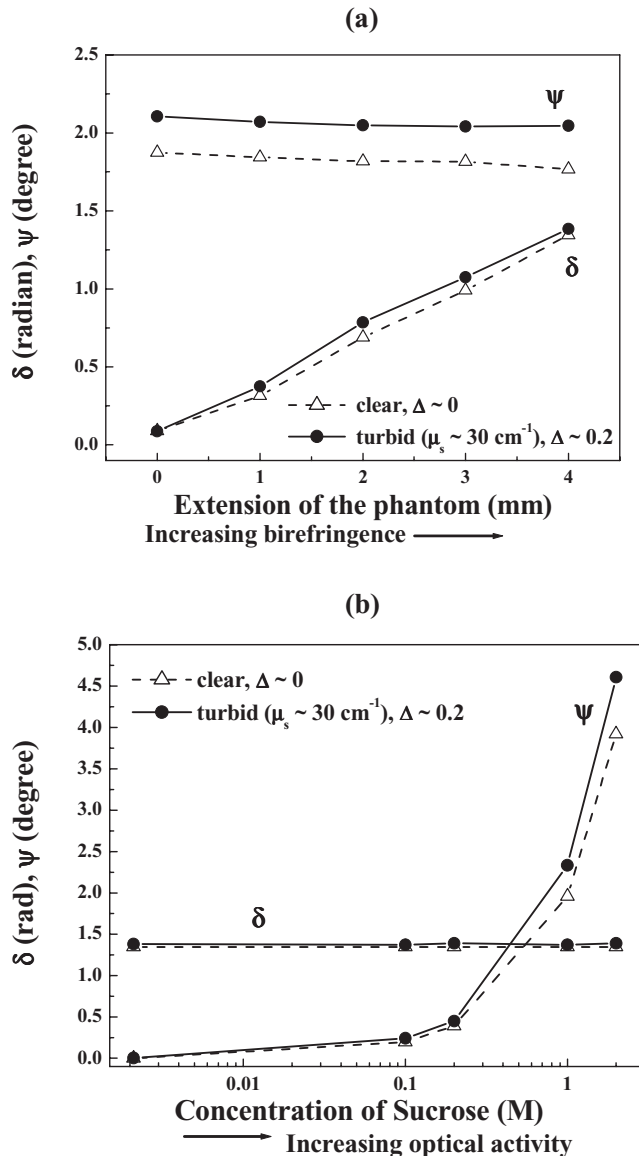 (a)
2.5
2.0
1.5
1.0
0.5
0.0
δ (radian), ψ (degree)
ψ
δ
clear, Δ ~ 0
turbid (μs ~ 30 cm⁻¹), Δ ~ 0.2
0 1 2 3 4
Extension of the phantom (mm)
Increasing birefringence
(b)
5.0
4.5
4.0
3.5
3.0
2.5
2.0
1.5
1.0
0.5
0.0
δ (rad), ψ (degree)
clear, Δ ~ 0
turbid (μs ~ 30 cm⁻¹), Δ ~ 0.2
ψ
δ
0.01 0.1 1
Concentration of Sucrose (M)
Increasing optical activity